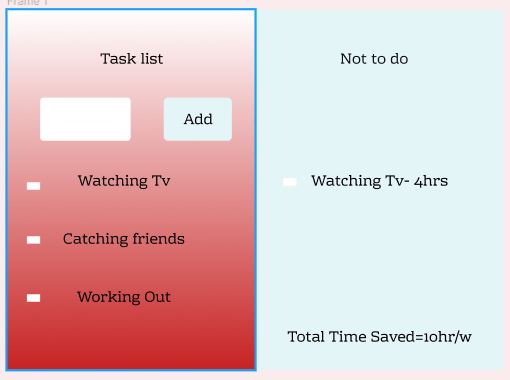 Frame 1
Task list
Add
Watching Tv
Catching friends
Working Out
Not to do
Watching Tv- 4hrs
Total Time Saved=10hr/w